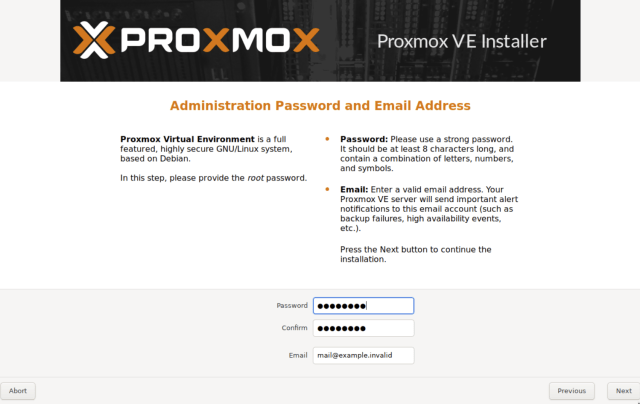 PROXMOX
Proxmox VE Installer
Administration Password and Email Address
Proxmox Virtual Environment is a full
featured, highly secure GNU/Linux system,
based on Debian.
In this step, please provide the root password.
Password: Please use a strong password.
It should be at least 8 characters long, and
contain a combination of letters, numbers,
and symbols.
Email: Enter a valid email address. Your
Proxmox VE server will send important alert
notifications to this email account (such as
backup failures, high availability events,
etc.).
Press the Next button to continue the
installation.
Password ●●●●●●●●
Confirm ●●●●●●●●
Email mail@example.invalid
Abort Previous Next